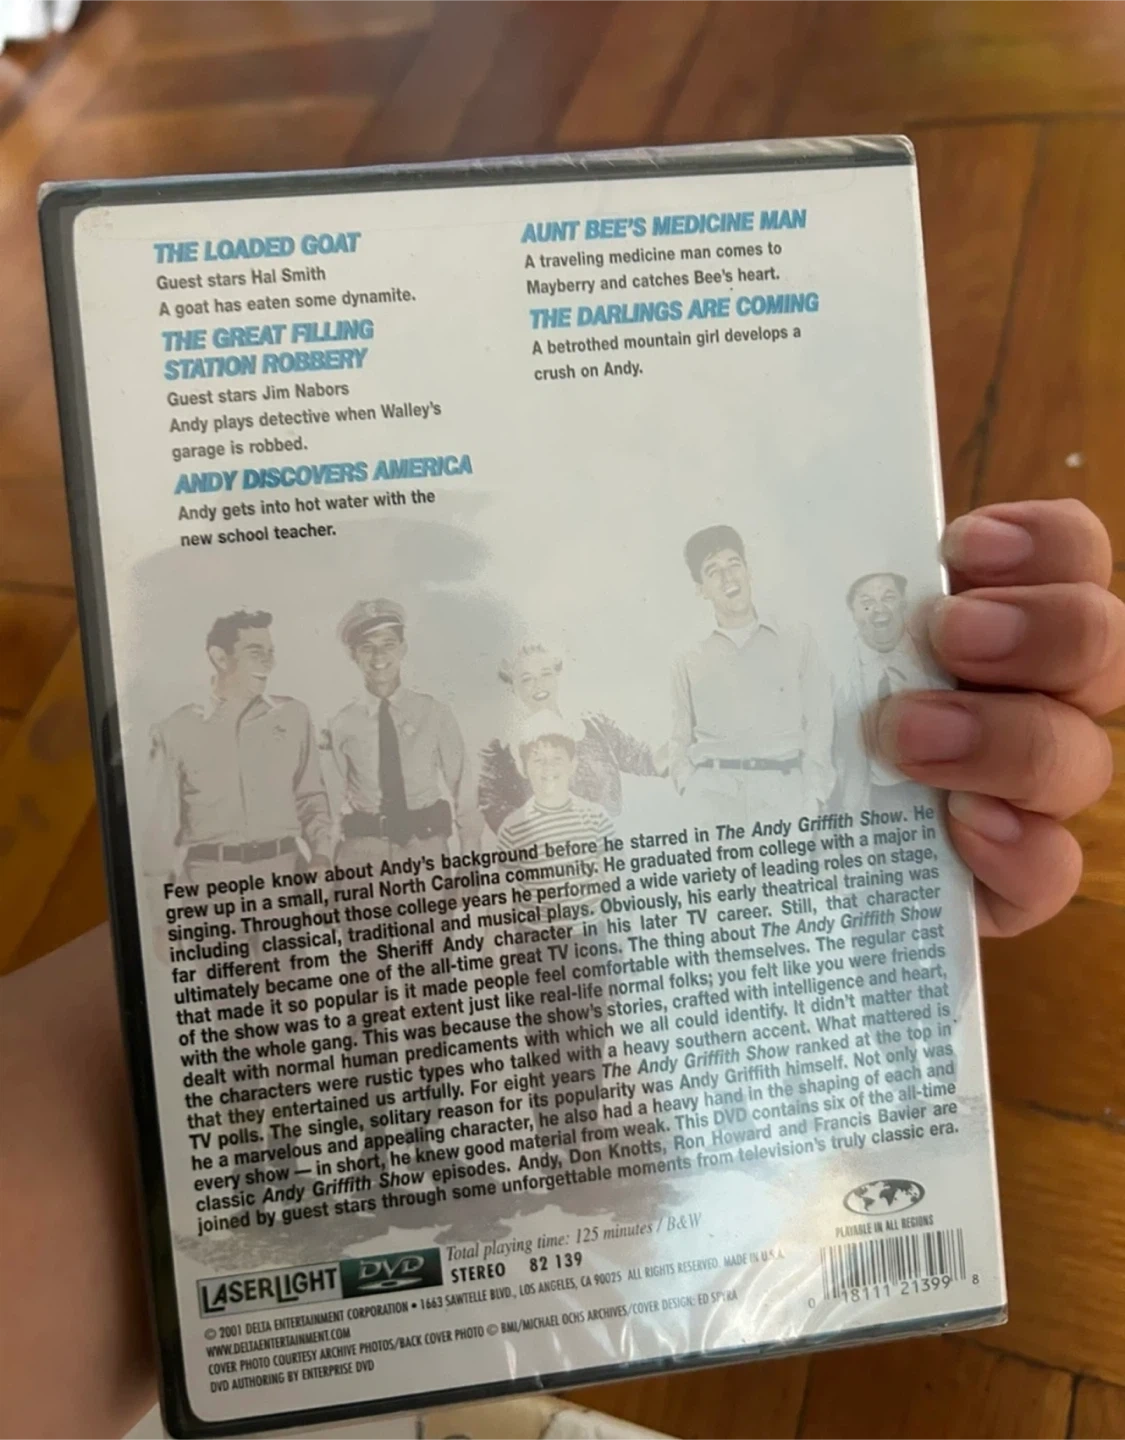 THE LOADED GOAT
Guest stars Hal Smith
A goat has eaten some dynamite.
THE GREAT FILLING
STATION ROBBERY
Guest stars Jim Nabors
Andy plays detective when Walley's
garage is robbed.
ANDY DISCOVERS AMERICA
Andy gets into hot water with the
new school teacher.
AUNT BEE'S MEDICINE MAN
A traveling medicine man comes to
Mayberry and catches Bee's heart.
THE DARLINGS ARE COMING
A betrothed mountain girl develops a
crush on Andy.
Few people know about Andy's background before he starred in The Andy Griffith Show. He
grew up in a small, rural North Carolina community. He graduated from college with a major in
singing. Throughout those college years he performed a wide variety of leading roles on stage,
including classical, traditional and musical plays. Obviously, his early theatrical training was
far different from the Sheriff Andy character in his later TV career. Still, that character
ultimately became one of the all-time great TV icons. The thing about The Andy Griffith Show
that made it so popular is it made people feel comfortable with themselves. The regular cast
of the show was to a great extent just like real-life normal folks; you felt like you were friends
with the whole gang. This was because the show's stories, crafted with intelligence and heart,
dealt with normal human predicaments with which we all could identify. It didn't matter that
the characters were rustic types who talked with a heavy southern accent. What mattered is
that they entertained us artfully. For eight years The Andy Griffith Show ranked at the top in
TV polls. The single, solitary reason for its popularity was Andy Griffith himself. Not only was
he a marvelous and appealing character, he also had a heavy hand in the shaping of each and
every show — in short, he knew good material from weak. This DVD contains six of the all-time
classic Andy Griffith Show episodes. Andy, Don Knotts, Ron Howard and Francis Bavier are
joined by guest stars through some unforgettable moments from television's truly classic era.
PLAYABLE IN ALL REGIONS
LASERLIGHT DVD
Total playing time: 125 minutes / B&W
STEREO 82 139
© 2001 DELTA ENTERTAINMENT CORPORATION • 1663 SAWTELLE BLVD., LOS ANGELES, CA 90025 ALL RIGHTS RESERVED. MADE IN U.S.A.
WWW.DELTAENTERTAINMENT.COM
COVER PHOTO COURTESY ARCHIVE PHOTOS/BACK COVER PHOTO © BMI/MICHAEL OCHS ARCHIVES/COVER DESIGN: ED SPYRA
DVD AUTHORING BY ENTERPRISE DVD
0 18111 21399 8